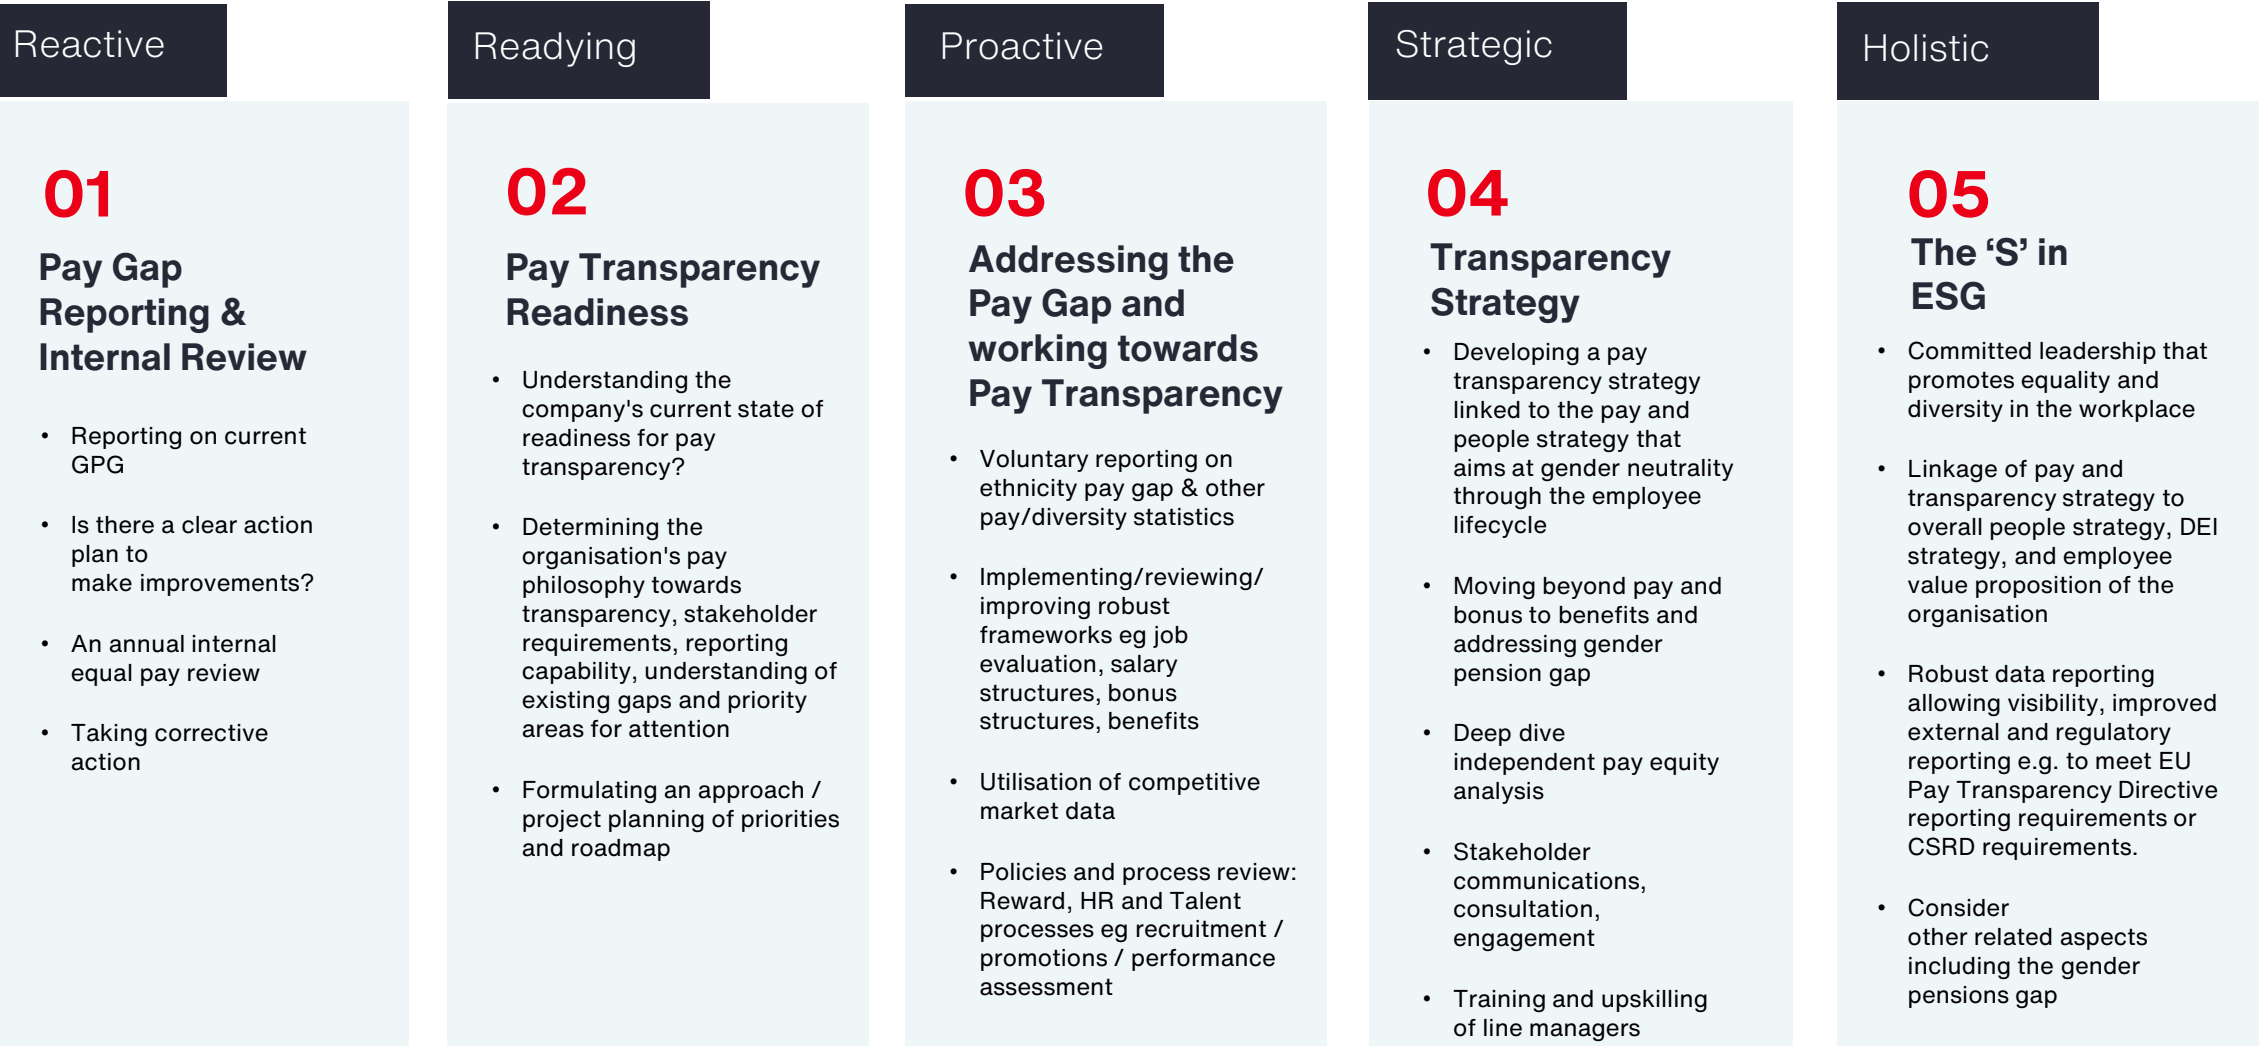 Reactive
01
Pay Gap
Reporting &
Internal Review
• Reporting on current
GPG
• Is there a clear action
plan to
make improvements?
• An annual internal
equal pay review
• Taking corrective
action
Readying
02
Pay Transparency
Readiness
• Understanding the
company's current state of
readiness for pay
transparency?
• Determining the
organisation's pay
philosophy towards
transparency, stakeholder
requirements, reporting
capability, understanding of
existing gaps and priority
areas for attention
• Formulating an approach /
project planning of priorities
and roadmap
Proactive
03
Addressing the
Pay Gap and
working towards
Pay Transparency
• Voluntary reporting on
ethnicity pay gap & other
pay/diversity statistics
• Implementing/reviewing/
improving robust
frameworks eg job
evaluation, salary
structures, bonus
structures, benefits
• Utilisation of competitive
market data
• Policies and process review:
Reward, HR and Talent
processes eg recruitment /
promotions / performance
assessment
Strategic
04
Transparency
Strategy
• Developing a pay
transparency strategy
linked to the pay and
people strategy that
aims at gender neutrality
through the employee
lifecycle
• Moving beyond pay and
bonus to benefits and
addressing gender
pension gap
• Deep dive
independent pay equity
analysis
• Stakeholder
communications,
consultation,
engagement
• Training and upskilling
of line managers
Holistic
05
The ‘S’ in
ESG
• Committed leadership that
promotes equality and
diversity in the workplace
• Linkage of pay and
transparency strategy to
overall people strategy, DEI
strategy, and employee
value proposition of the
organisation
• Robust data reporting
allowing visibility, improved
external and regulatory
reporting e.g. to meet EU
Pay Transparency Directive
reporting requirements or
CSRD requirements.
• Consider
other related aspects
including the gender
pensions gap